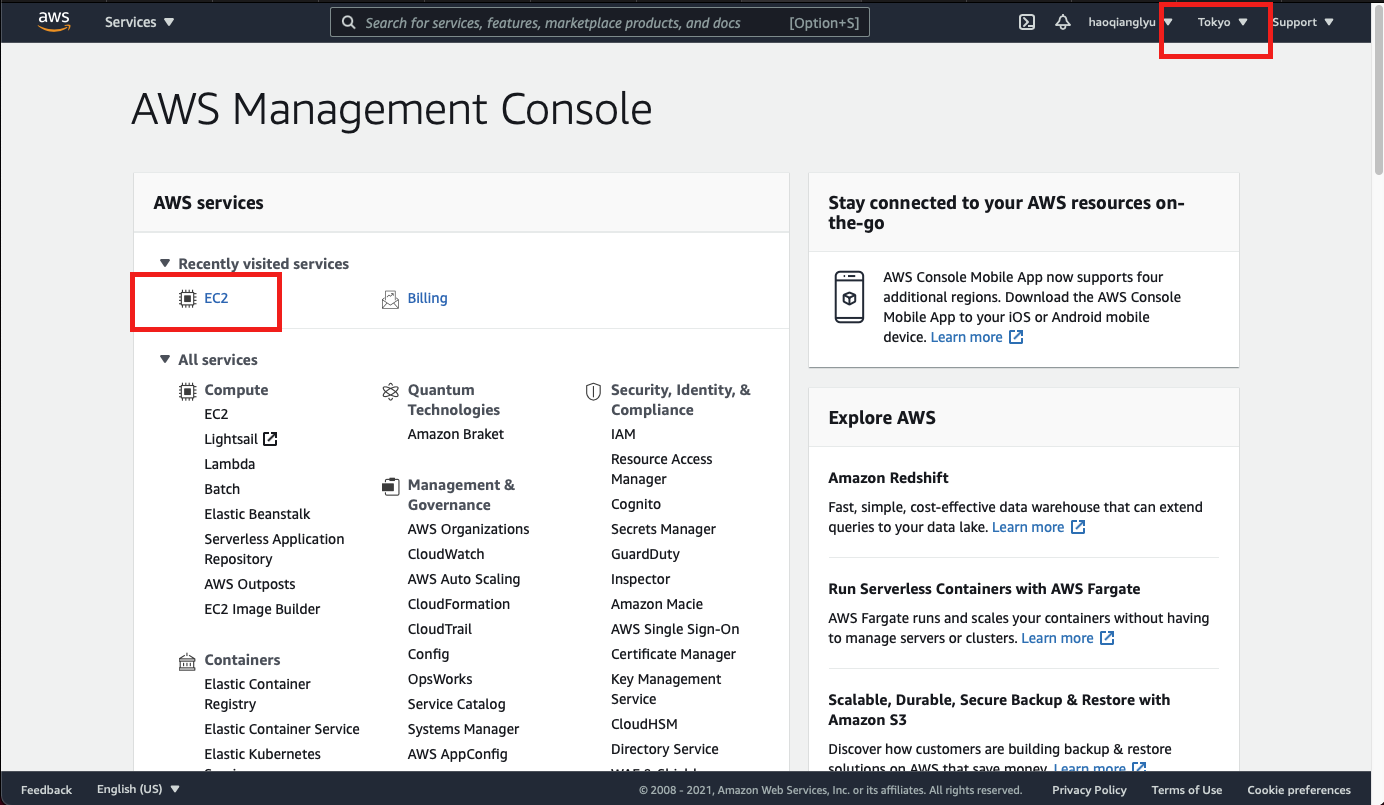 aws
Services
Search for services, features, marketplace products, and docs [Option+S]
haoqianglyu
Tokyo
Support
AWS Management Console
AWS services
Recently visited services
EC2
Billing
All services
Compute
EC2
Lightsail
Lambda
Batch
Elastic Beanstalk
Serverless Application
Repository
AWS Outposts
EC2 Image Builder
Containers
Elastic Container
Registry
Elastic Container Service
Elastic Kubernetes
Quantum
Technologies
Amazon Braket
Management &
Governance
AWS Organizations
CloudWatch
AWS Auto Scaling
CloudFormation
CloudTrail
Config
OpsWorks
Service Catalog
Systems Manager
AWS AppConfig
Security, Identity, &
Compliance
IAM
Resource Access
Manager
Cognito
Secrets Manager
GuardDuty
Inspector
Amazon Macie
AWS Single Sign-On
Certificate Manager
Key Management
Service
CloudHSM
Directory Service
Stay connected to your AWS resources on-
the-go
AWS Console Mobile App now supports four
additional regions. Download the AWS Console
Mobile App to your iOS or Android mobile
device. Learn more
Explore AWS
Amazon Redshift
Fast, simple, cost-effective data warehouse that can extend
queries to your data lake. Learn more
Run Serverless Containers with AWS Fargate
AWS Fargate runs and scales your containers without having
to manage servers or clusters. Learn more
Scalable, Durable, Secure Backup & Restore with
Amazon S3
Discover how customers are building backup & restore
solutions on AWS that save money. Learn more
Feedback
English (US)
© 2008 - 2021, Amazon Web Services, Inc. or its affiliates. All rights reserved.
Privacy Policy
Terms of Use
Cookie preferences